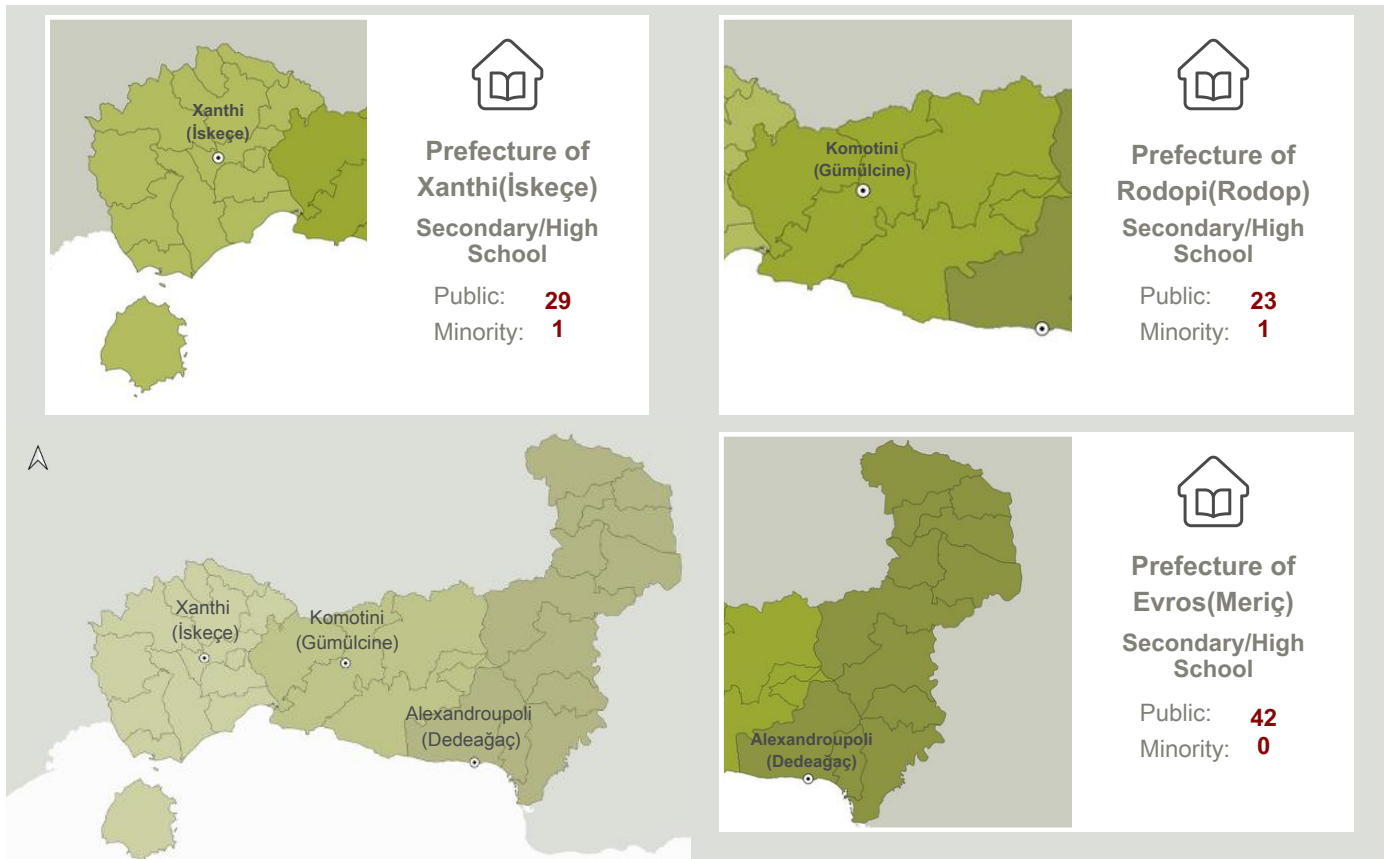 Xanthi
(İskeçe)
Prefecture of
Xanthi(İskeçe)
Secondary/High
School
Public: 29
Minority: 1
Komotini
(Gümülcine)
Prefecture of
Rodopi(Rodop)
Secondary/High
School
Public: 23
Minority: 1
Xanthi
(İskeçe)
Komotini
(Gümülcine)
Alexandroupoli
(Dedeağaç)
Alexandroupoli
(Dedeağaç)
Prefecture of
Evros(Meriç)
Secondary/High
School
Public: 42
Minority: 0